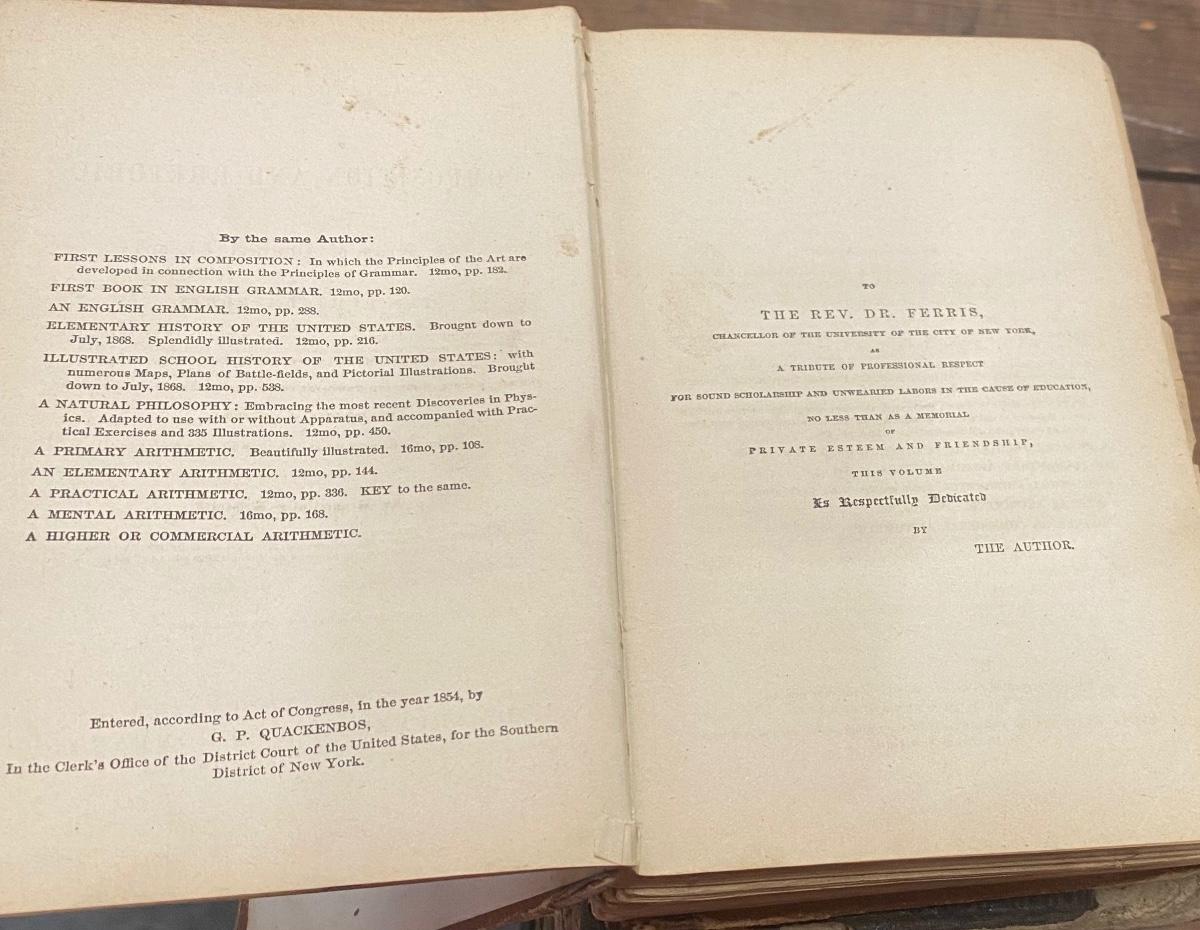 By the same Author:
FIRST LESSONS IN COMPOSITION: In which the Principles of the Art are
developed in connection with the Principles of Grammar. 12mo, pp. 182.
FIRST BOOK IN ENGLISH GRAMMAR. 12mo, pp. 120.
AN ENGLISH GRAMMAR. 12mo, pp. 288.
ELEMENTARY HISTORY OF THE UNITED STATES. Brought down to
July, 1868. Splendidly illustrated. 12mo, pp. 216.
ILLUSTRATED SCHOOL HISTORY OF THE UNITED STATES: with
numerous Maps, Plans of Battle-fields, and Pictorial Illustrations. Brought
down to July, 1868. 12mo, pp. 538.
A NATURAL PHILOSOPHY: Embracing the most recent Discoveries in Phys-
ics. Adapted to use with or without Apparatus, and accompanied with Prac-
tical Exercises and 335 Illustrations. 12mo, pp. 450.
A PRIMARY ARITHMETIC. Beautifully illustrated. 16mo, pp. 108.
AN ELEMENTARY ARITHMETIC. 12mo, pp. 144.
A PRACTICAL ARITHMETIC. 12mo, pp. 336. KEY to the same.
A MENTAL ARITHMETIC. 16mo, pp. 168.
A HIGHER OR COMMERCIAL ARITHMETIC.
Entered, according to Act of Congress, in the year 1854, by
G. P. QUACKENBOS,
In the Clerk's Office of the District Court of the United States, for the Southern
District of New York.
TO
THE REV. DR. FERRIS,
CHANCELLOR OF THE UNIVERSITY OF THE CITY OF NEW YORK,
AS
A TRIBUTE OF PROFESSIONAL RESPECT
FOR SOUND SCHOLARSHIP AND UNWEARIED LABORS IN THE CAUSE OF EDUCATION,
NO LESS THAN AS A MEMORIAL
OF
PRIVATE ESTEEM AND FRIENDSHIP,
THIS VOLUME
Is Respectfully Dedicated
BY
THE AUTHOR.